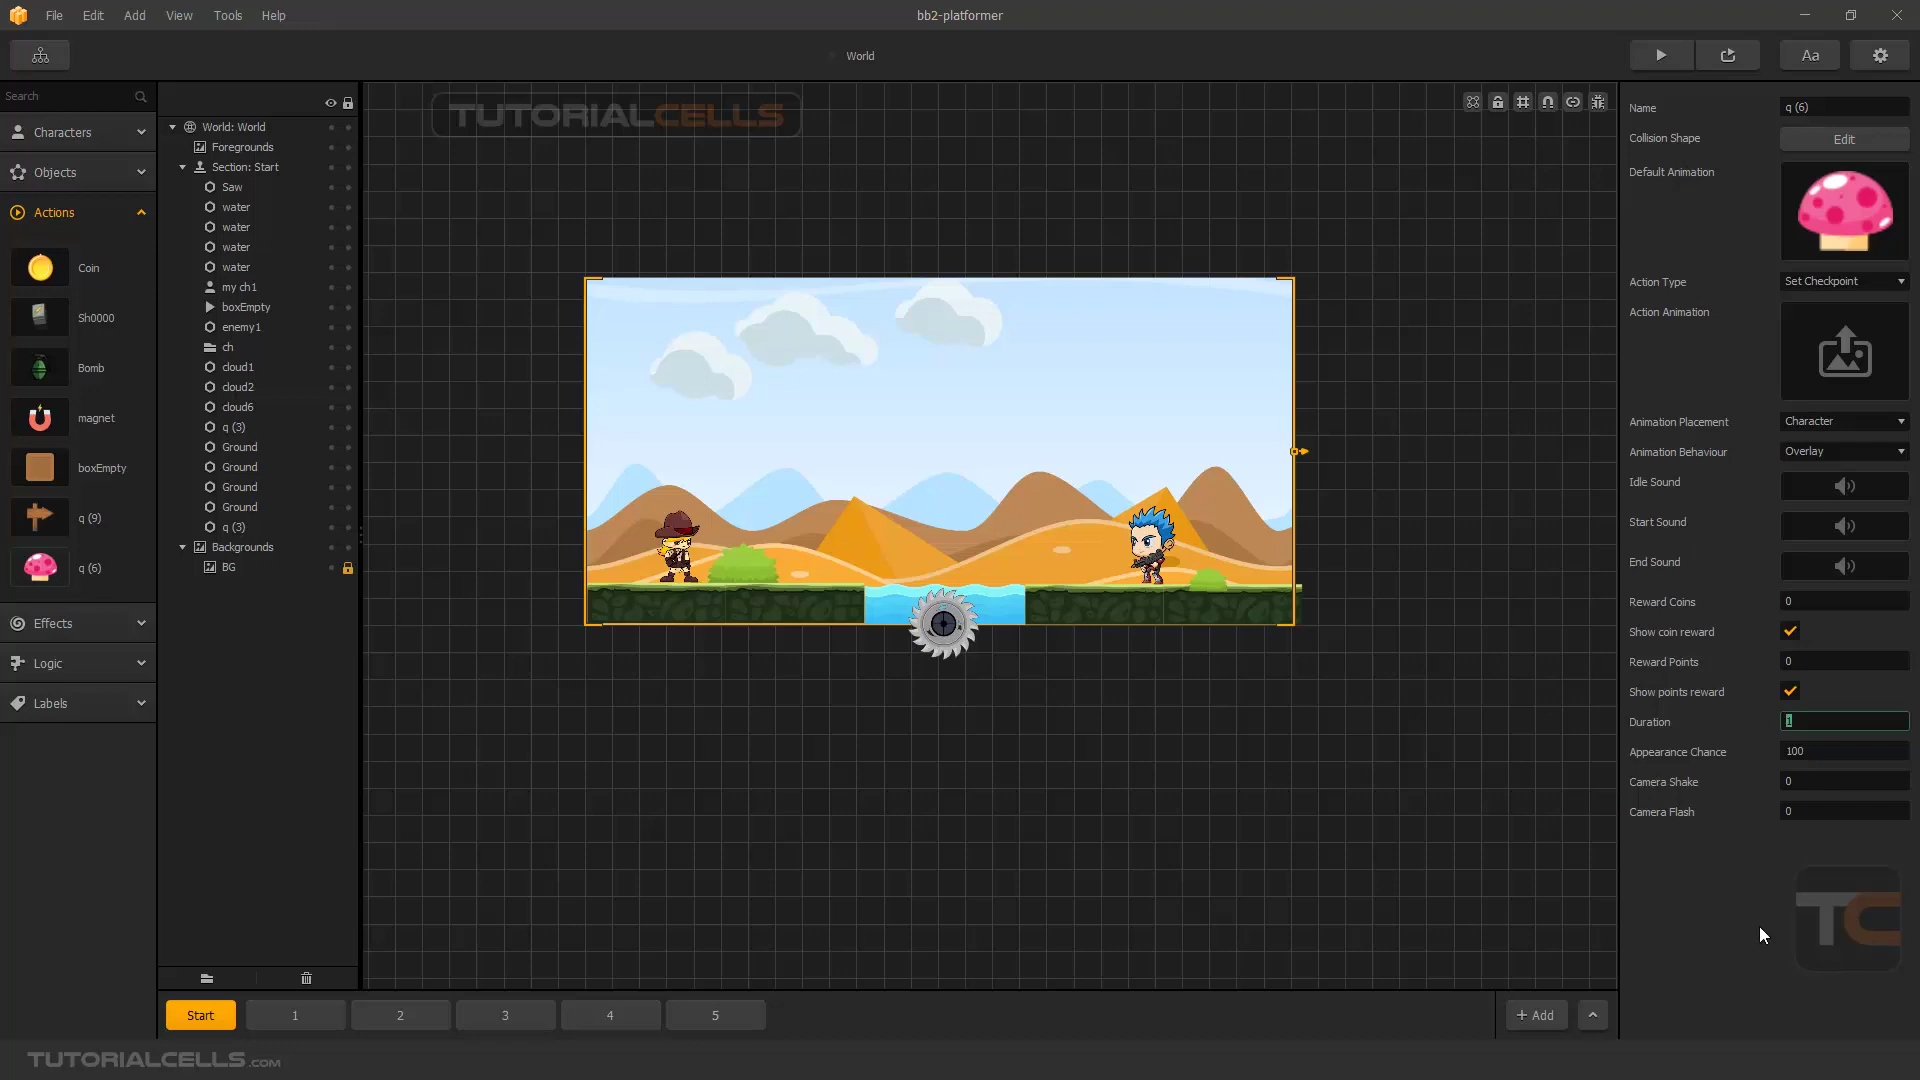 File Edit Add View Tools Help
bb2-platformer
World
Aa
Search
Characters
Objects
Actions
Coin
Sh0000
Bomb
magnet
boxEmpty
q (9)
q (6)
Effects
Logic
Labels
World: World
Foregrounds
Section: Start
Saw
water
water
water
water
my ch1
boxEmpty
enemy1
ch
cloud1
cloud2
cloud6
q (3)
Ground
Ground
Ground
Ground
q (3)
Backgrounds
BG
TUTORIALCELLS
Name q (6)
Collision Shape Edit
Default Animation
Action Type Set Checkpoint
Action Animation
Animation Placement Character
Animation Behaviour Overlay
Idle Sound
Start Sound
End Sound
Reward Coins 0
Show coin reward
Reward Points 0
Show points reward
Duration 1
Appearance Chance 100
Camera Shake 0
Camera Flash 0
TC
Start 1 2 3 4 5
+ Add
TUTORIALCELLS.COM